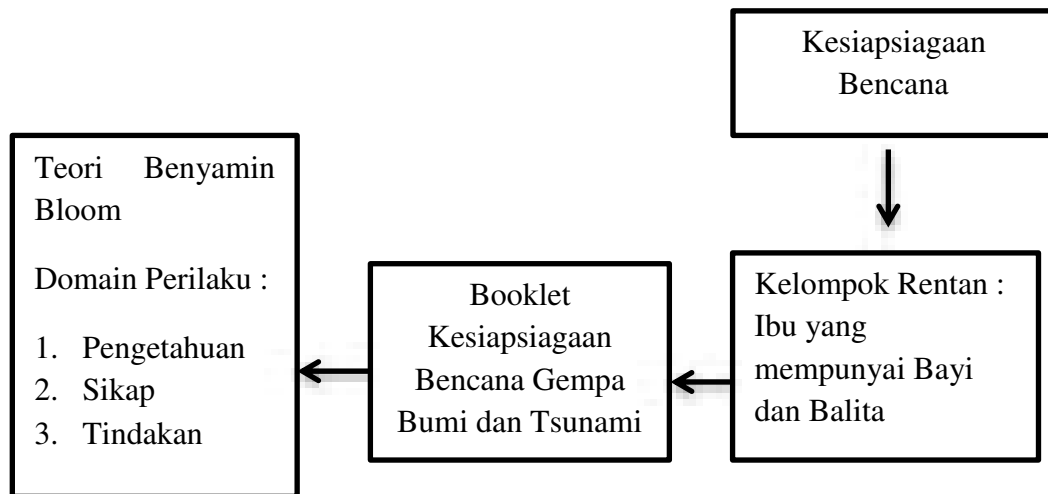 Kesiapsiagaan
Bencana
Teori Benyamin
Bloom
Domain Perilaku :
1. Pengetahuan
2. Sikap
3. Tindakan
Booklet
Kesiapsiagaan
Bencana Gempa
Bumi dan Tsunami
Kelompok Rentan :
Ibu yang
mempunyai Bayi
dan Balita